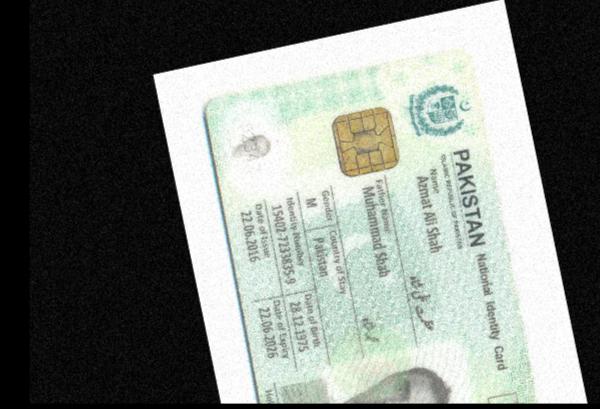 PAKISTAN National Identity Card
ISLAMIC REPUBLIC OF PAKISTAN
Name
Azmat Ali Shah
Father Name
Muhammad Shah
Gender Country of Stay
M Pakistan
Identity Number Date of Birth
15402-7233835-9 28.12.1975
Date of Issue Date of Expiry
22.06.2016 22.06.2026